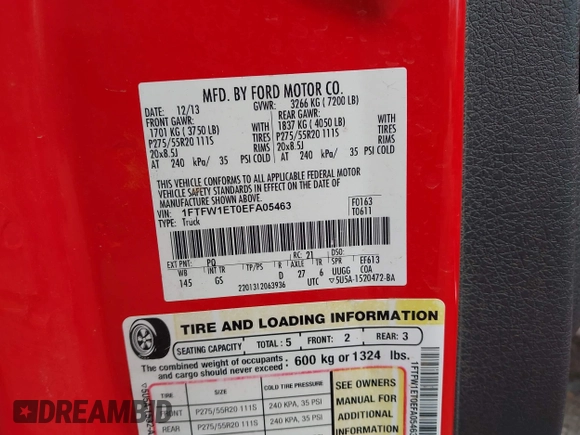 MFD. BY FORD MOTOR CO.
DATE: 12/13 GVWR: 3266 KG ( 7200 LB)
FRONT GAWR: REAR GAWR:
1701 KG ( 3750 LB) WITH 1837 KG ( 4050 LB) WITH
P275/55R20 111S TIRES P275/55R20 111S TIRES
20x8.5J RIMS 20x8.5J RIMS
AT 240 kPa/ 35 PSI COLD AT 240 kPa/ 35 PSI COLD
THIS VEHICLE CONFORMS TO ALL APPLICABLE FEDERAL MOTOR
VEHICLE SAFETY STANDARDS IN EFFECT ON THE DATE OF
MANUFACTURE SHOWN ABOVE.
VIN: 1FTFW1ET0EFA05463 F0163
TYPE: Truck T0611
EXT PNT: PQ RC: 21 DSO:
WB INT TR TP/PS R AXLE TR SPR EF613
145 GS D 27 6 UUGG COA
2201312063936 UTC ▽5U5A-1520472-BA
TIRE AND LOADING INFORMATION
SEATING CAPACITY TOTAL : 5 FRONT: 2 REAR: 3
The combined weight of occupants
and cargo should never exceed : 600 kg or 1324 lbs.
TIRE SIZE COLD TIRE PRESSURE SEE OWNERS
FRONT P275/55R20 111S 240 KPA, 35 PSI MANUAL FOR
REAR P275/55R20 111S 240 KPA, 35 PSI ADDITIONAL
INFORMATION
1FTFW1ET0EFA05463
DREAMBID